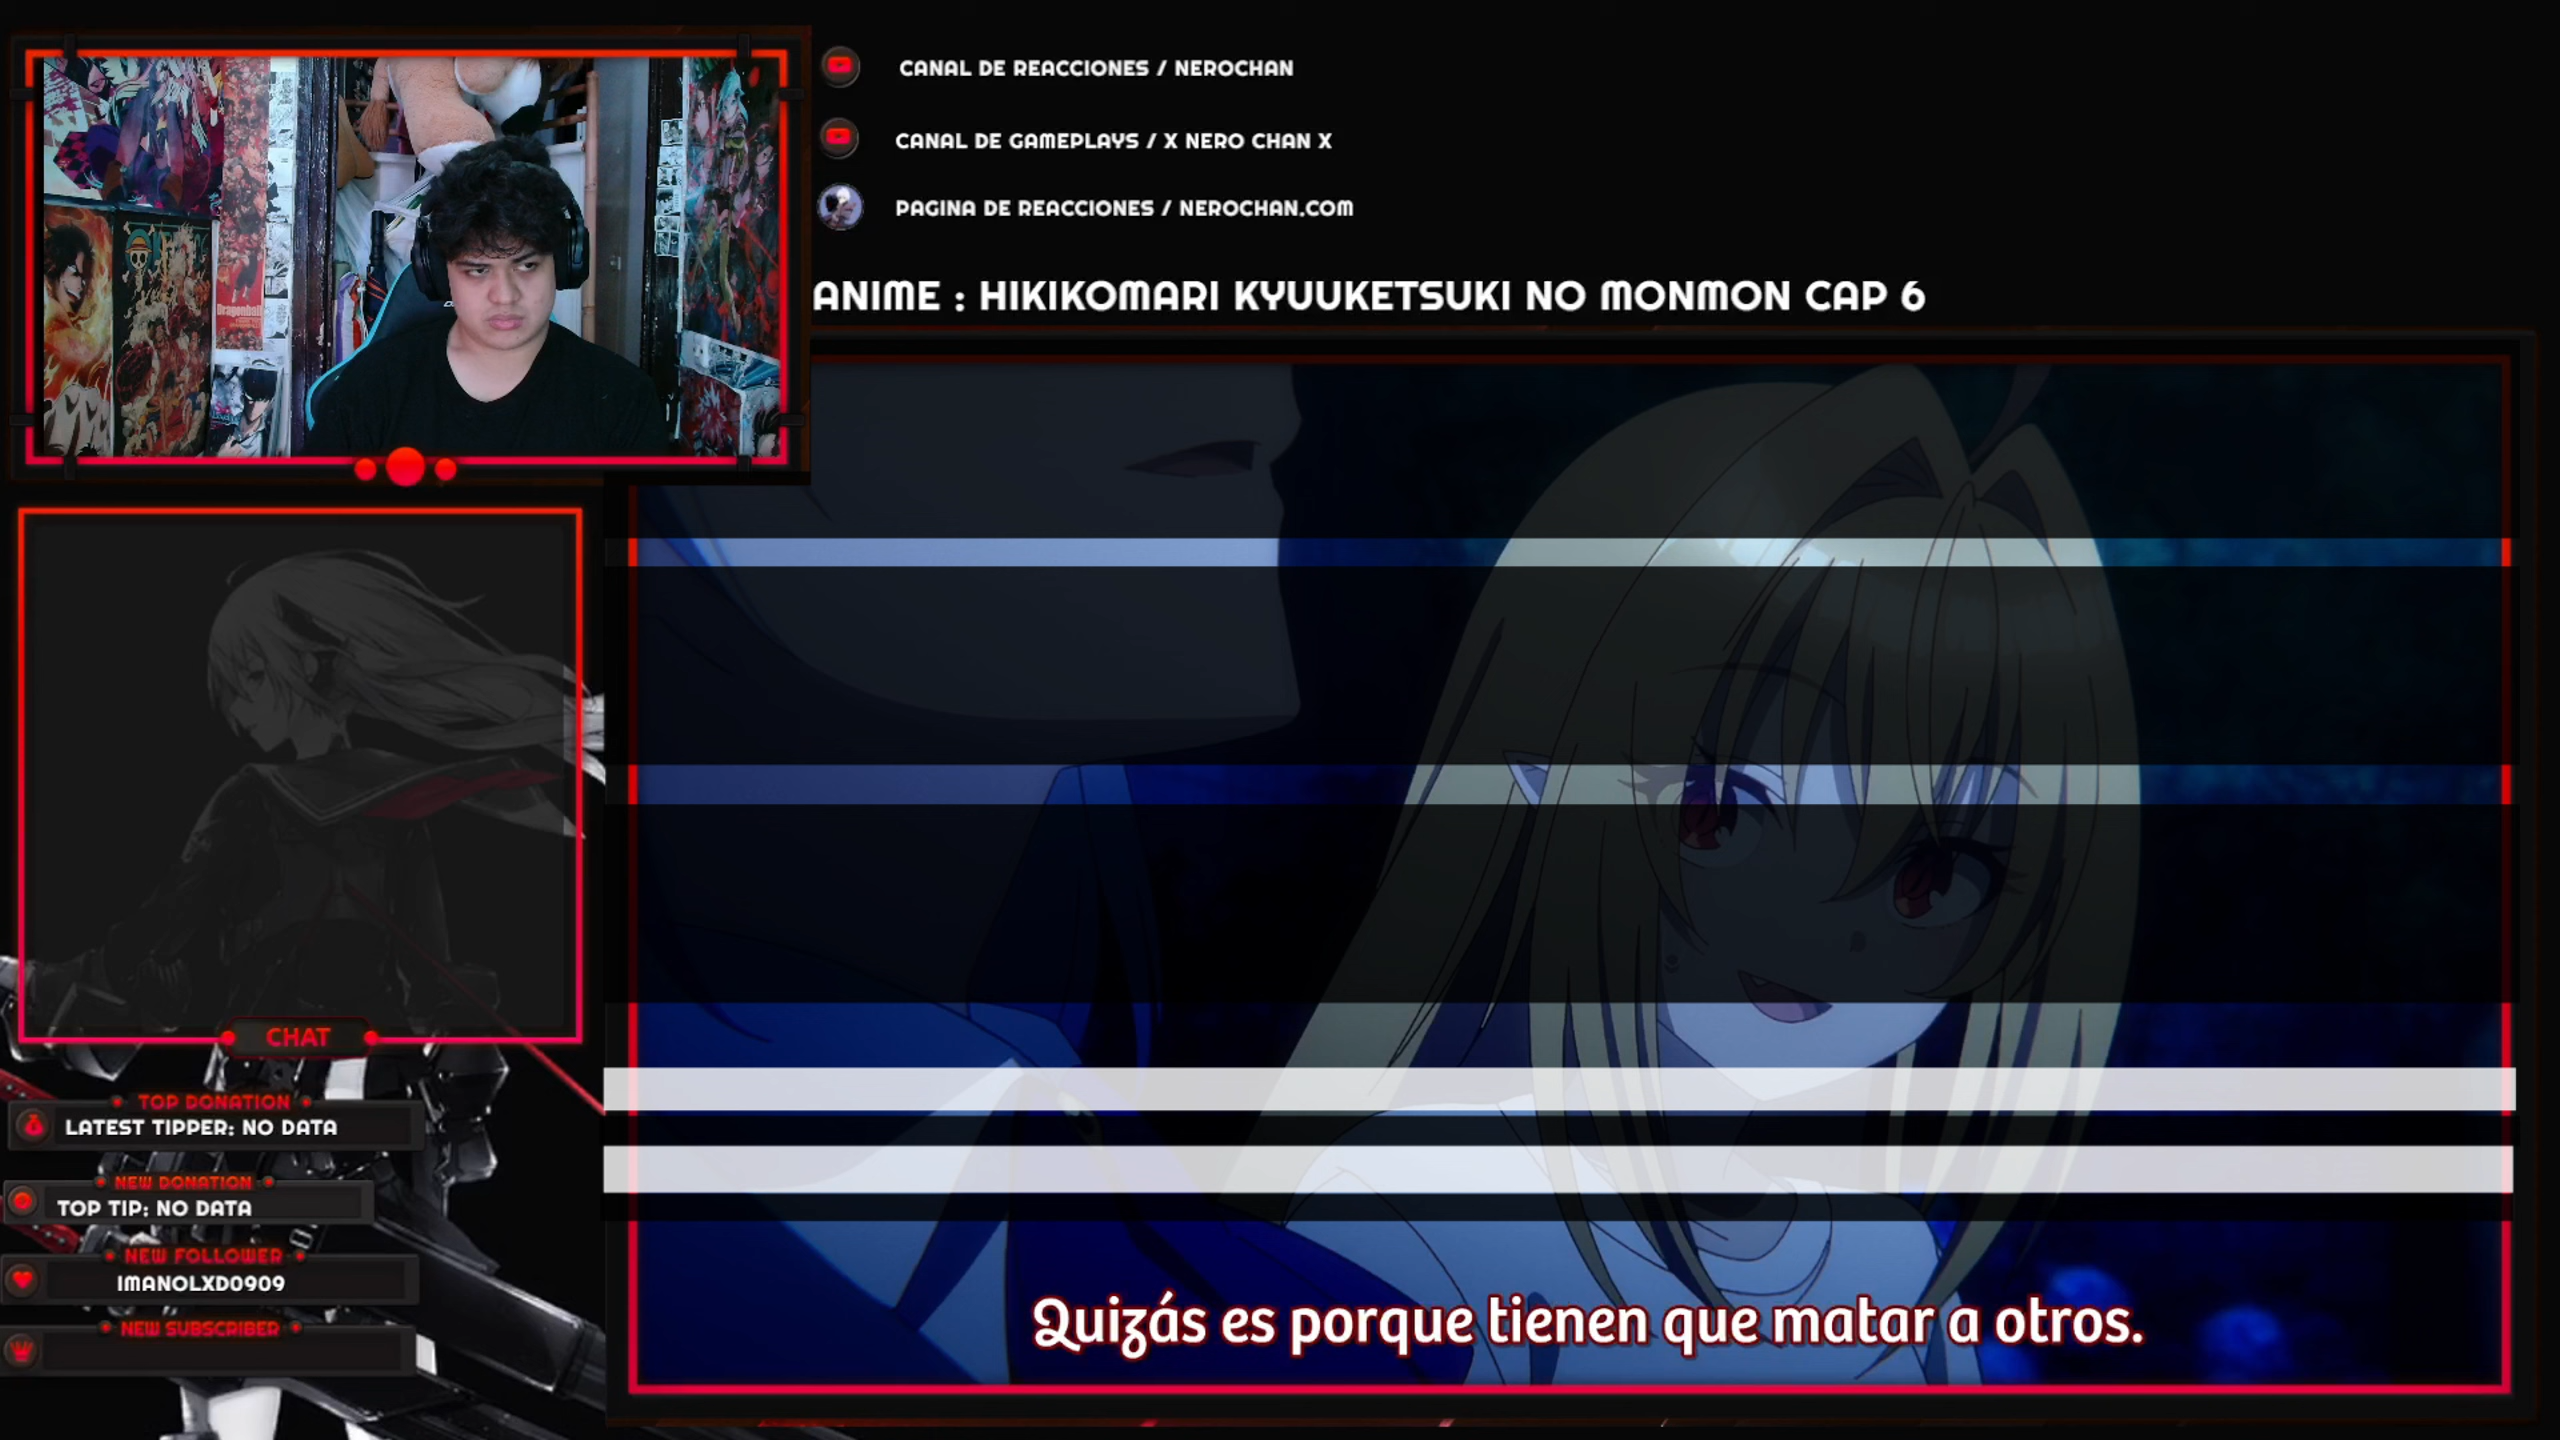 CANAL DE REACCIONES / NEROCHAN
CANAL DE GAMEPLAYS / X NERO CHAN X
PAGINA DE REACCIONES / NEROCHAN.COM
ANIME : HIKIKOMARI KYUUKETSUKI NO MONMON CAP 6
Dragonball
CHAT
TOP DONATION
LATEST TIPPER: NO DATA
NEW DONATION
TOP TIP: NO DATA
NEW FOLLOWER
IMANOLXD0909
NEW SUBSCRIBER
Quizás es porque tienen que matar a otros.